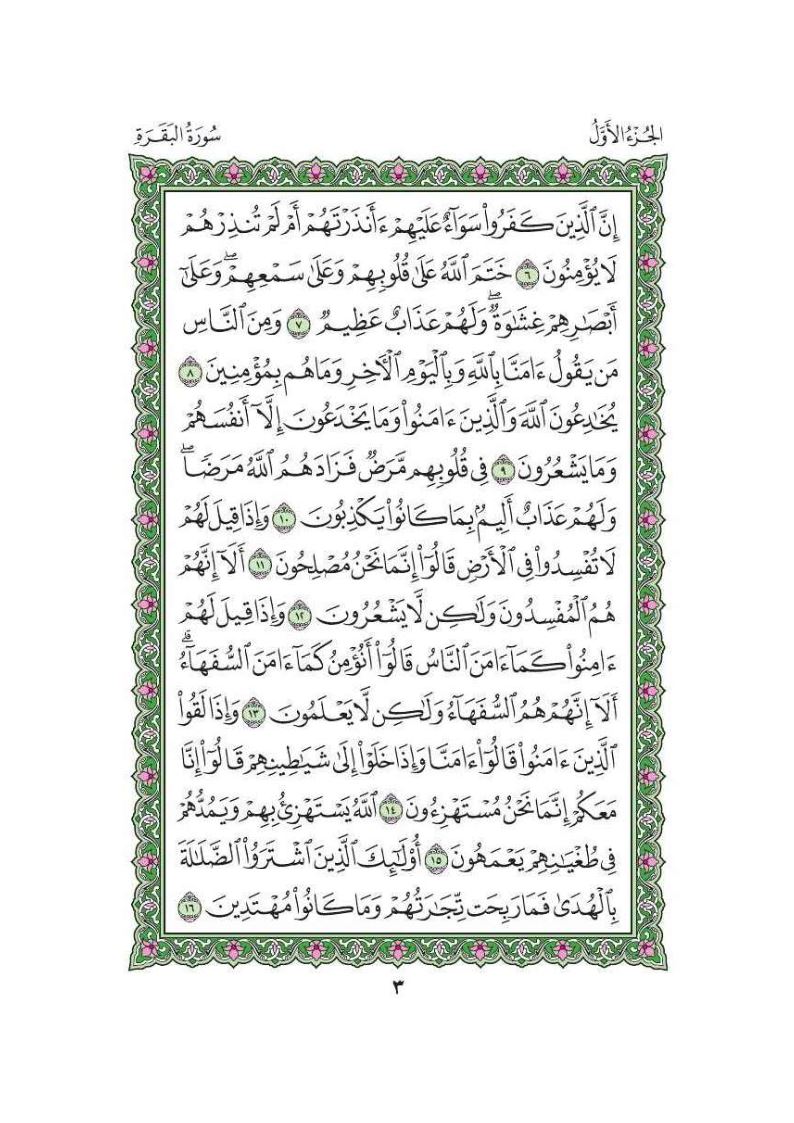 الجُزْءُ الأَوَّلُ
سُورَةُ البَقَرَةِ
إِنَّ ٱلَّذِينَ كَفَرُواْ سَوَآءٌ عَلَيْهِمْ ءَأَنذَرْتَهُمْ أَمْ لَمْ تُنذِرْهُمْ
لَا يُؤْمِنُونَ ٦ خَتَمَ ٱللَّهُ عَلَىٰ قُلُوبِهِمْ وَعَلَىٰ سَمْعِهِمْۖ وَعَلَىٰٓ
أَبْصَٰرِهِمْ غِشَٰوَةٌۖ وَلَهُمْ عَذَابٌ عَظِيمٌ ٧ وَمِنَ ٱلنَّاسِ
مَن يَقُولُ ءَامَنَّا بِٱللَّهِ وَبِٱلْيَوْمِ ٱلْأٓخِرِ وَمَا هُم بِمُؤْمِنِينَ ٨
يُخَٰدِعُونَ ٱللَّهَ وَٱلَّذِينَ ءَامَنُواْ وَمَا يَخْدَعُونَ إِلَّآ أَنفُسَهُمْ
وَمَا يَشْعُرُونَ ٩ فِى قُلُوبِهِم مَّرَضٌ فَزَادَهُمُ ٱللَّهُ مَرَضًاۖ
وَلَهُمْ عَذَابٌ أَلِيمٌۢ بِمَا كَانُواْ يَكْذِبُونَ ١٠ وَإِذَا قِيلَ لَهُمْ
لَا تُفْسِدُواْ فِى ٱلْأَرْضِ قَالُوٓاْ إِنَّمَا نَحْنُ مُصْلِحُونَ ١١ أَلَآ إِنَّهُمْ
هُمُ ٱلْمُفْسِدُونَ وَلَٰكِن لَّا يَشْعُرُونَ ١٢ وَإِذَا قِيلَ لَهُمْ
ءَامِنُواْ كَمَآ ءَامَنَ ٱلنَّاسُ قَالُوٓاْ أَنُؤْمِنُ كَمَآ ءَامَنَ ٱلسُّفَهَآءُۗ
أَلَآ إِنَّهُمْ هُمُ ٱلسُّفَهَآءُ وَلَٰكِن لَّا يَعْلَمُونَ ١٣ وَإِذَا لَقُواْ
ٱلَّذِينَ ءَامَنُواْ قَالُوٓاْ ءَامَنَّا وَإِذَا خَلَوْاْ إِلَىٰ شَيَٰطِينِهِمْ قَالُوٓاْ إِنَّا
مَعَكُمْ إِنَّمَا نَحْنُ مُسْتَهْزِءُونَ ١٤ ٱللَّهُ يَسْتَهْزِئُ بِهِمْ وَيَمُدُّهُمْ
فِى طُغْيَٰنِهِمْ يَعْمَهُونَ ١٥ أُوْلَٰٓئِكَ ٱلَّذِينَ ٱشْتَرَوُاْ ٱلضَّلَٰلَةَ
بِٱلْهُدَىٰ فَمَا رَبِحَت تِّجَٰرَتُهُمْ وَمَا كَانُواْ مُهْتَدِينَ ١٦
٣